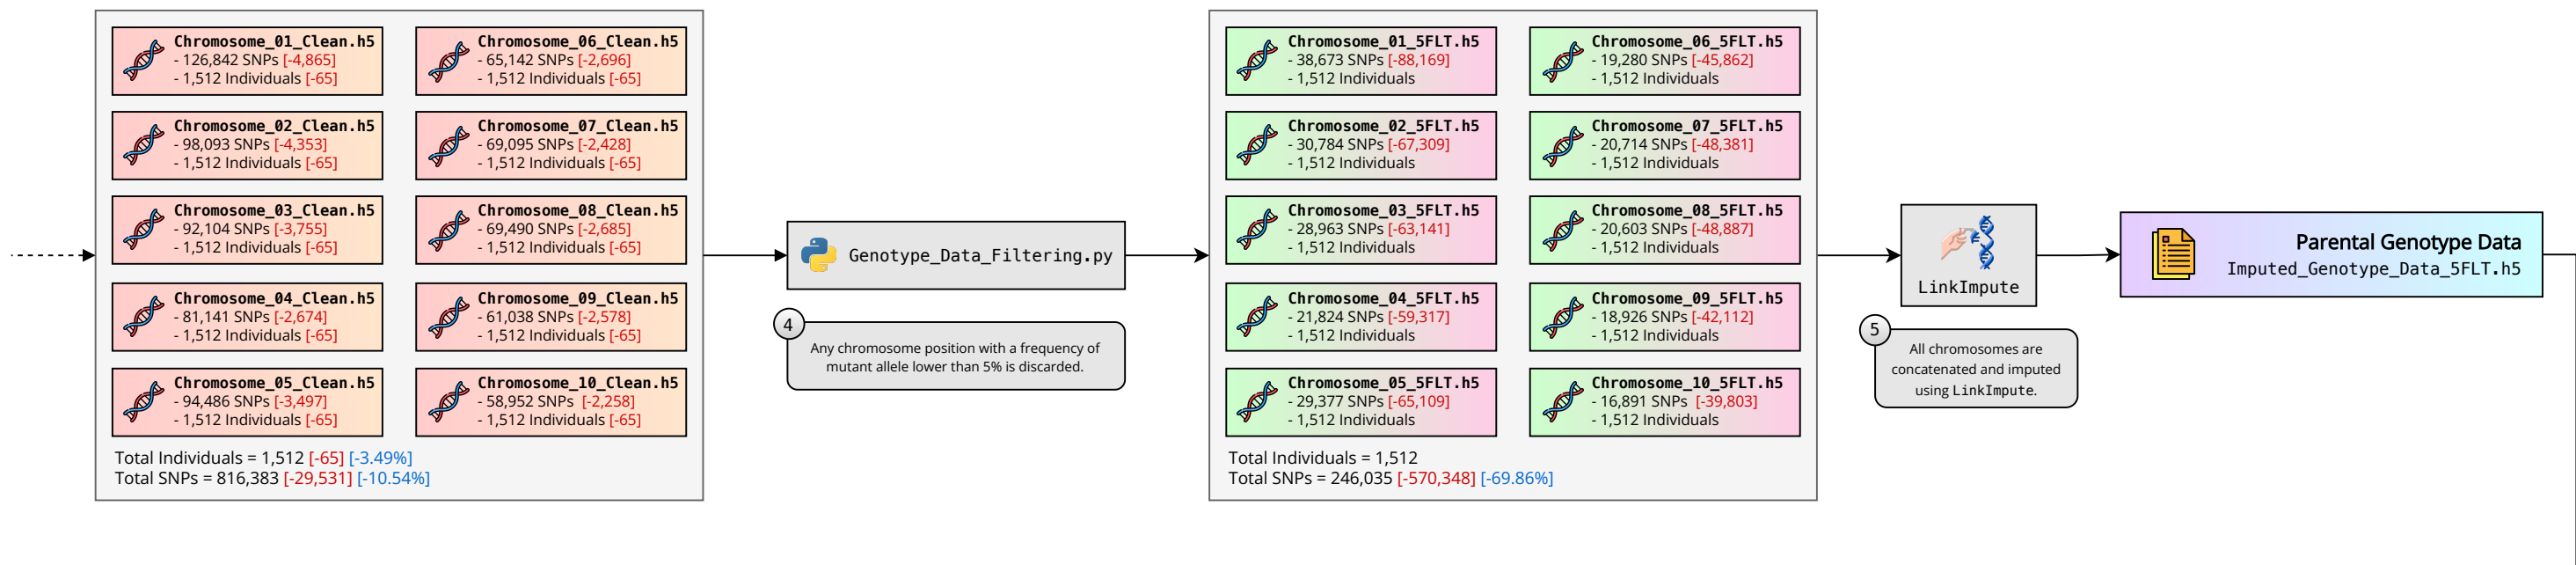 Chromosome_01_Clean.h5
- 126,842 SNPs [-4,865]
- 1,512 Individuals [-65]
Chromosome_02_Clean.h5
- 98,093 SNPs [-4,353]
- 1,512 Individuals [-65]
Chromosome_03_Clean.h5
- 92,104 SNPs [-3,755]
- 1,512 Individuals [-65]
Chromosome_04_Clean.h5
- 81,141 SNPs [-2,674]
- 1,512 Individuals [-65]
Chromosome_05_Clean.h5
- 94,486 SNPs [-3,497]
- 1,512 Individuals [-65]
Chromosome_06_Clean.h5
- 65,142 SNPs [-2,696]
- 1,512 Individuals [-65]
Chromosome_07_Clean.h5
- 69,095 SNPs [-2,428]
- 1,512 Individuals [-65]
Chromosome_08_Clean.h5
- 69,490 SNPs [-2,685]
- 1,512 Individuals [-65]
Chromosome_09_Clean.h5
- 61,038 SNPs [-2,578]
- 1,512 Individuals [-65]
Chromosome_10_Clean.h5
- 58,952 SNPs [-2,258]
- 1,512 Individuals [-65]
Total Individuals = 1,512 [-65] [-3.49%]
Total SNPs = 816,383 [-29,531] [-10.54%]
Genotype_Data_Filtering.py
4
Any chromosome position with a frequency of
mutant allele lower than 5% is discarded.
Chromosome_01_5FLT.h5
- 38,673 SNPs [-88,169]
- 1,512 Individuals
Chromosome_02_5FLT.h5
- 30,784 SNPs [-67,309]
- 1,512 Individuals
Chromosome_03_5FLT.h5
- 28,963 SNPs [-63,141]
- 1,512 Individuals
Chromosome_04_5FLT.h5
- 21,824 SNPs [-59,317]
- 1,512 Individuals
Chromosome_05_5FLT.h5
- 29,377 SNPs [-65,109]
- 1,512 Individuals
Chromosome_06_5FLT.h5
- 19,280 SNPs [-45,862]
- 1,512 Individuals
Chromosome_07_5FLT.h5
- 20,714 SNPs [-48,381]
- 1,512 Individuals
Chromosome_08_5FLT.h5
- 20,603 SNPs [-48,887]
- 1,512 Individuals
Chromosome_09_5FLT.h5
- 18,926 SNPs [-42,112]
- 1,512 Individuals
Chromosome_10_5FLT.h5
- 16,891 SNPs [-39,803]
- 1,512 Individuals
Total Individuals = 1,512
Total SNPs = 246,035 [-570,348] [-69.86%]
LinkImpute
5
All chromosomes are
concatenated and imputed
using LinkImpute.
Parental Genotype Data
Imputed_Genotype_Data_5FLT.h5